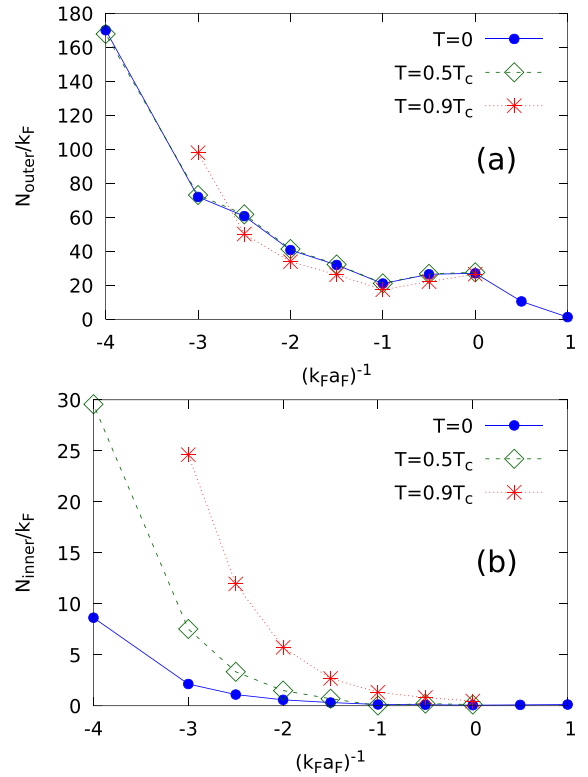 180
160
140
120
100
80
60
40
20
0
N_outer/k_F
T=0
T=0.5T_c
T=0.9T_c
(a)
-4 -3 -2 -1 0 1
(k_Fa_F)^-1
30
25
20
15
10
5
0
N_inner/k_F
T=0
T=0.5T_c
T=0.9T_c
(b)
-4 -3 -2 -1 0 1
(k_Fa_F)^-1